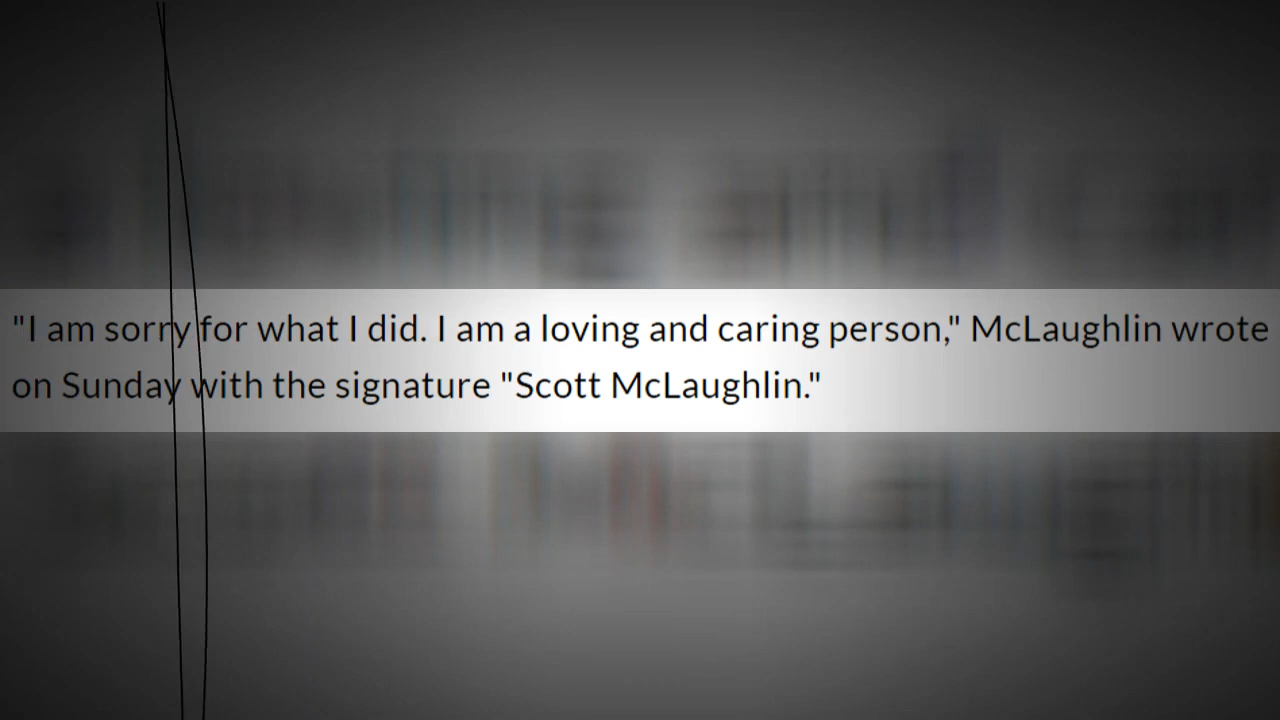 "I am sorry for what I did. I am a loving and caring person," McLaughlin wrote
on Sunday with the signature "Scott McLaughlin."